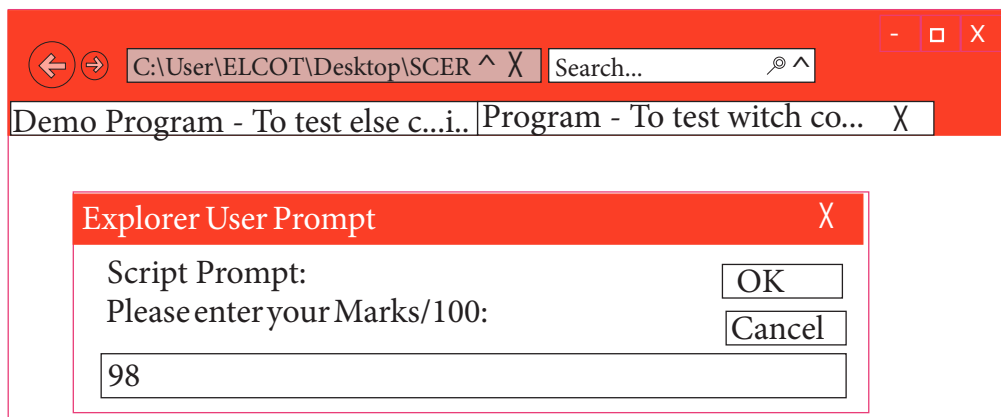 - □ X
C:\User\ELCOT\Desktop\SCER ^ X Search... ^
Demo Program - To test else c...i.. Program - To test witch co... X
Explorer User Prompt X
Script Prompt:
OK
Please enter your Marks/100:
Cancel
98